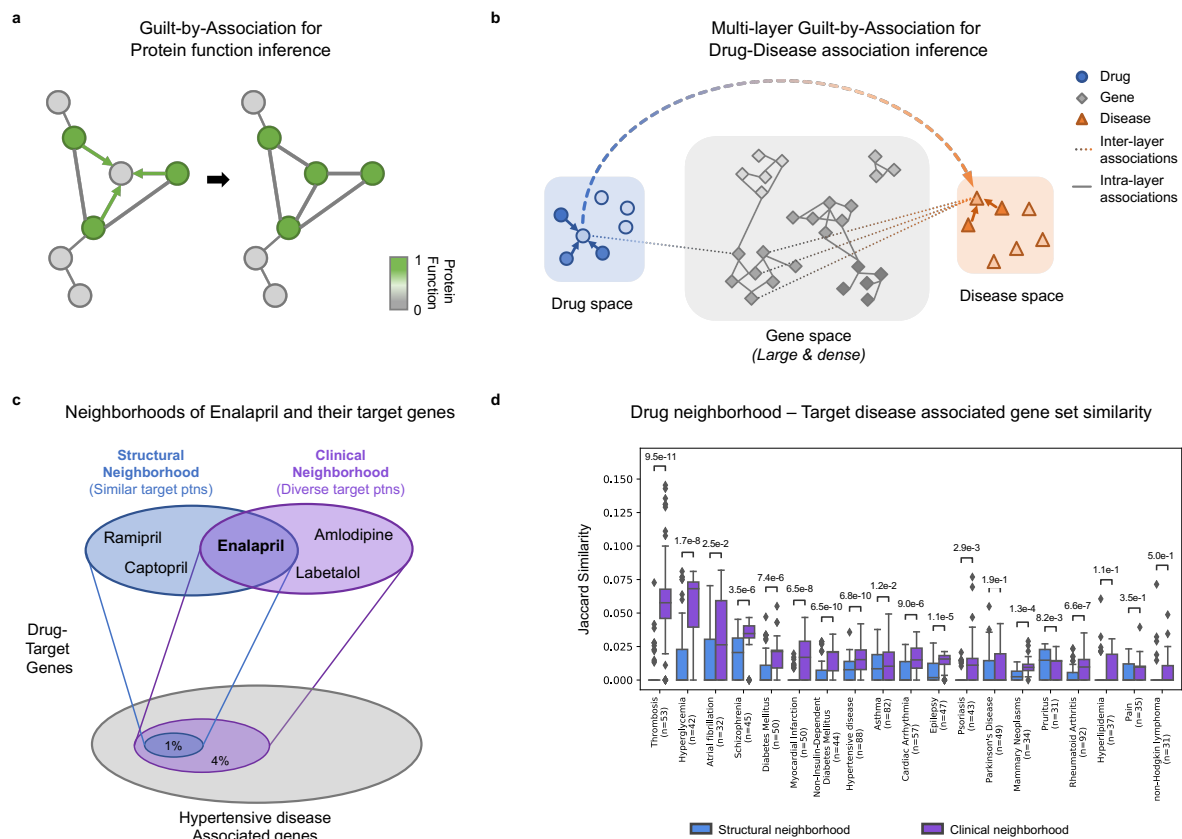 a
Guilt-by-Association for
Protein function inference
1
0
Protein
Function
b
Multi-layer Guilt-by-Association for
Drug-Disease association inference
Drug
Gene
Disease
Inter-layer
associations
Intra-layer
associations
Drug space
Gene space
(Large & dense)
Disease space
c
Neighborhoods of Enalapril and their target genes
Structural
Neighborhood
(Similar target ptns)
Clinical
Neighborhood
(Diverse target ptns)
Ramipril
Captopril
Enalapril
Amlodipine
Labetalol
Drug-
Target
Genes
1%
4%
Hypertensive disease
Associated genes
d
Drug neighborhood – Target disease associated gene set similarity
Jaccard Similarity
0.150
0.125
0.100
0.075
0.050
0.025
0.000
9.5e-11
1.7e-8
2.5e-2
3.5e-6
7.4e-6
6.5e-8
6.5e-10
6.8e-10
1.2e-2
9.0e-6
1.1e-5
2.9e-3
1.9e-1
1.3e-4
8.2e-3
6.6e-7
1.1e-1
3.5e-1
5.0e-1
Thrombosis
(n=53)
Hyperglycemia
(n=42)
Atrial fibrillation
(n=32)
Schizophrenia
(n=45)
Diabetes Mellitus
(n=50)
Myocardial Infarction
(n=50)
Non-Insulin-Dependent
Diabetes Mellitus
(n=44)
Hypertensive disease
(n=88)
Asthma
(n=82)
Cardiac Arrhythmia
(n=57)
Epilepsy
(n=47)
Psoriasis
(n=43)
Parkinson's Disease
(n=49)
Mammary Neoplasms
(n=34)
Pruritus
(n=31)
Rheumatoid Arthritis
(n=92)
Hyperlipidemia
(n=37)
Pain
(n=35)
non-Hodgkin lymphoma
(n=31)
Structural neighborhood
Clinical neighborhood